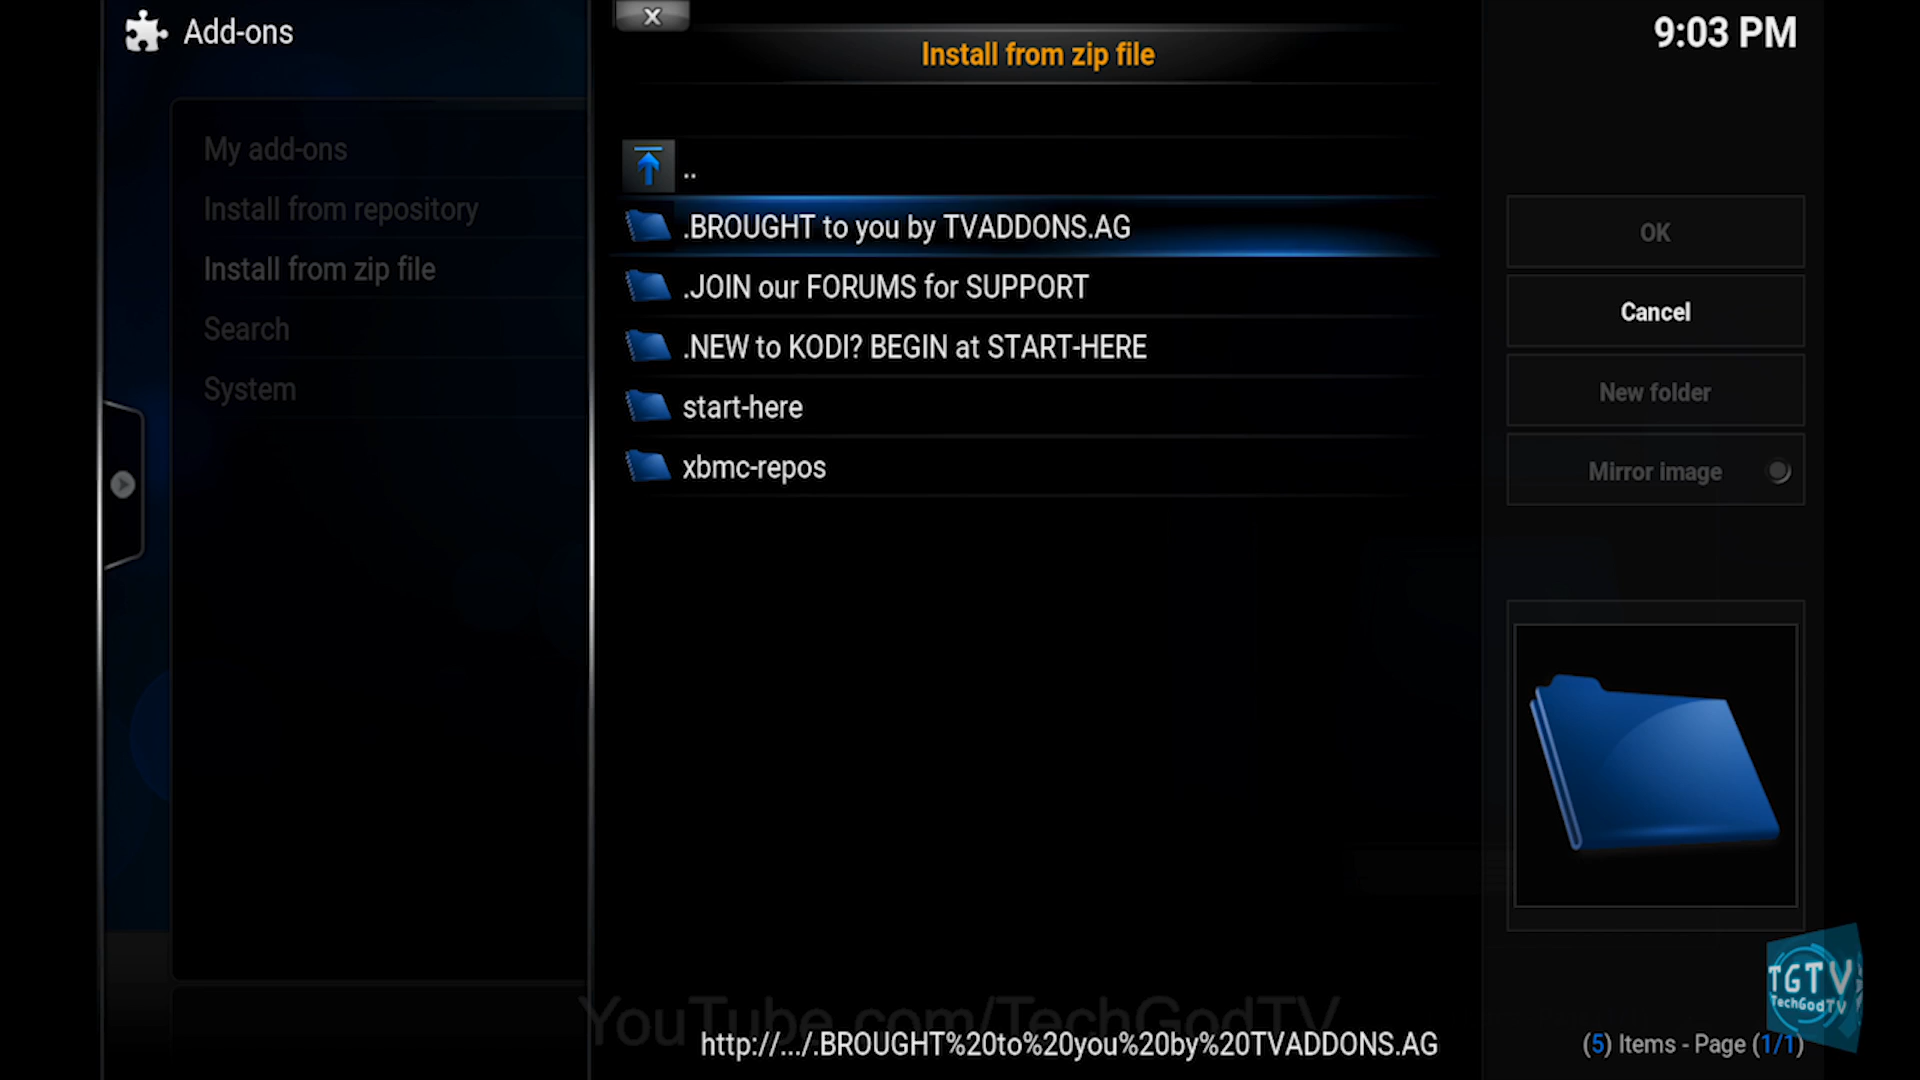 Add-ons
My add-ons
Install from repository
Install from zip file
Search
System
X
Install from zip file
..
.BROUGHT to you by TVADDONS.AG
.JOIN our FORUMS for SUPPORT
.NEW to KODI? BEGIN at START-HERE
start-here
xbmc-repos
9:03 PM
OK
Cancel
New folder
Mirror image
TGTV
TechGodTV
YouTube.com/TechGodTV
http://.../.BROUGHT%20to%20you%20by%20TVADDONS.AG
(5) Items - Page (1/1)